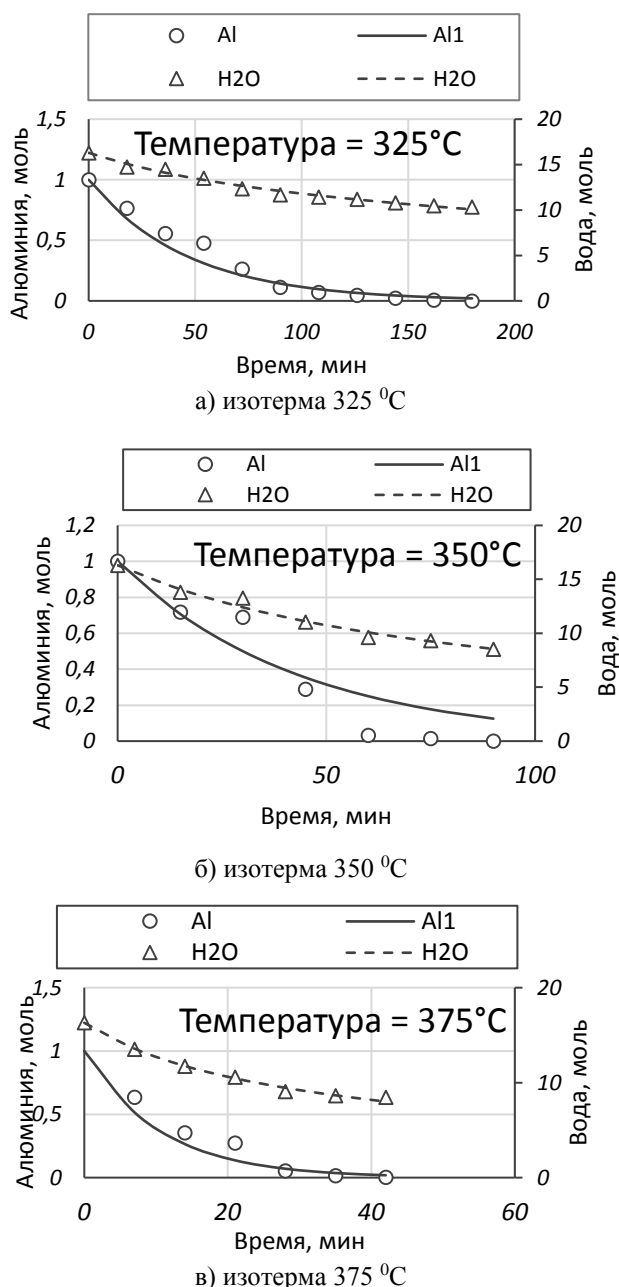 Al Al1
H2O H2O
Температура = 325°C
Алюминия, моль
1,5
1
0,5
0
20
15
10
5
0
Вода, моль
0 50 100 150 200
Время, мин
а) изотерма 325 ⁰С
Al Al1
H2O H2O
Температура = 350°C
Алюминия, моль
1,2
1
0,8
0,6
0,4
0,2
0
20
15
10
5
0
Вода, моль
0 50 100
Время, мин
б) изотерма 350 ⁰С
Al Al1
H2O H2O
Температура = 375°C
Алюминия, моль
1,5
1
0,5
0
20
10
0
Вода, моль
0 20 40 60
Время, мин
в) изотерма 375 ⁰С